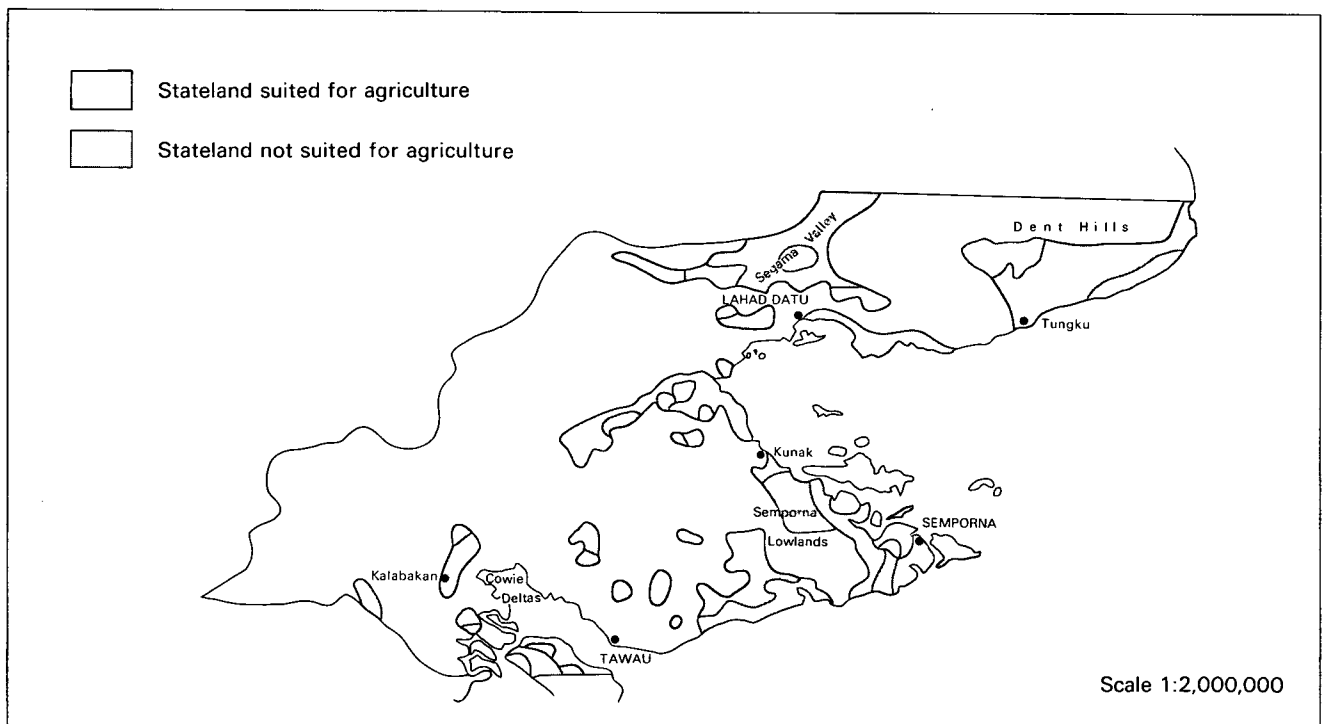 Stateland suited for agriculture
Stateland not suited for agriculture
Dent Hills
Segama Valley
LAHAD DATU
Tungku
Kunak
Semporna
Lowlands
SEMPORNA
Kalabakan
Cowie
Deltas
TAWAU
Scale 1:2,000,000